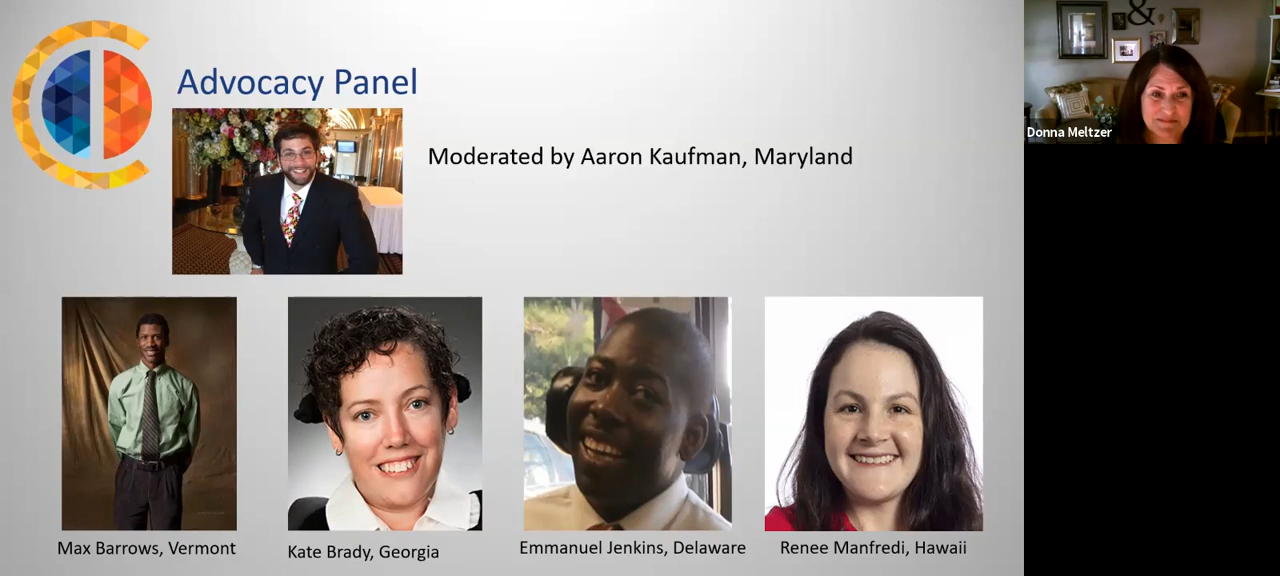 Advocacy Panel
Moderated by Aaron Kaufman, Maryland
&
Donna Meltzer
Max Barrows, Vermont
Kate Brady, Georgia
Emmanuel Jenkins, Delaware
Renee Manfredi, Hawaii